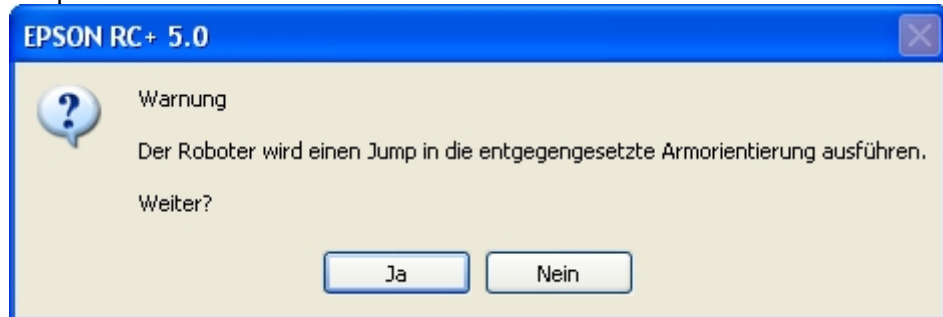 EPSON RC+ 5.0
Warnung
Der Roboter wird einen Jump in die entgegengesetzte Armorientierung ausführen.
Weiter?
Ja
Nein